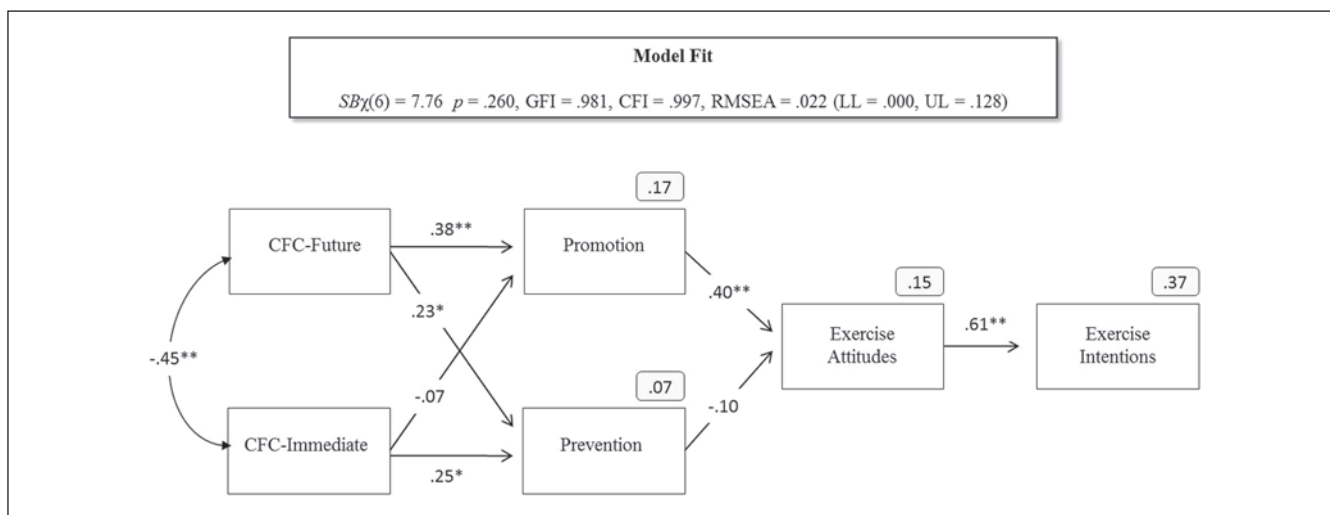 Model Fit
SBχ(6) = 7.76 p = .260, GFI = .981, CFI = .997, RMSEA = .022 (LL = .000, UL = .128)
.17
CFC-Future
.38**
Promotion
.23*
.40**
.15
.37
Exercise
Attitudes
.61**
Exercise
Intentions
-.45**
-.07
.07
-.10
CFC-Immediate
.25*
Prevention